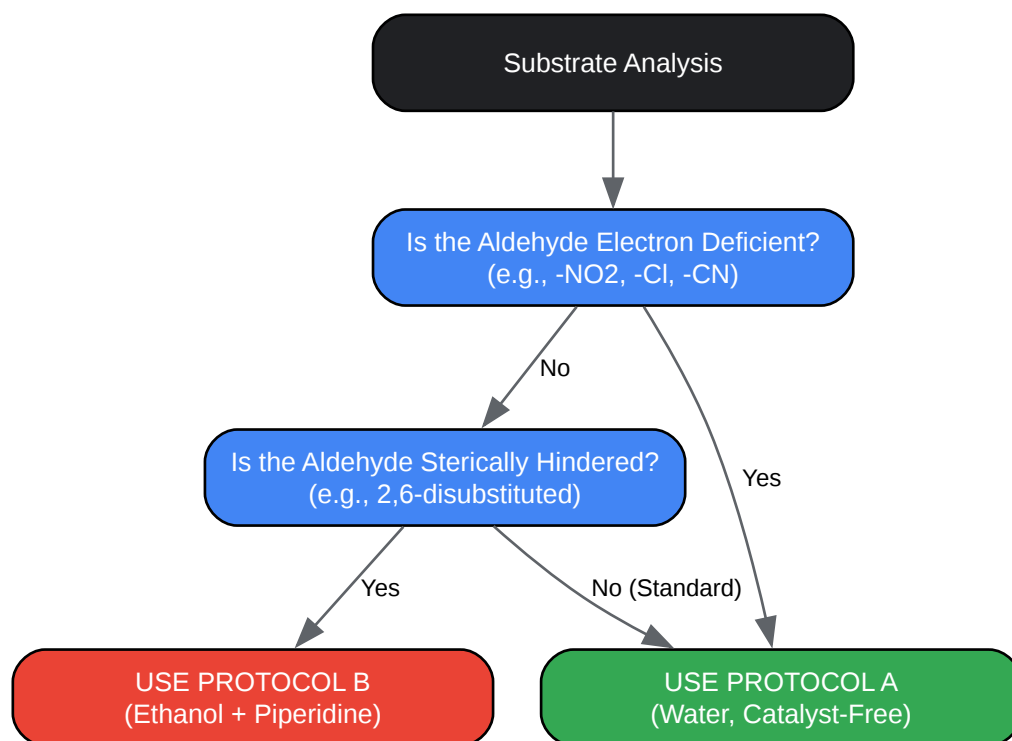 Substrate Analysis
Is the Aldehyde Electron Deficient?
(e.g., -NO2, -Cl, -CN)
No
Is the Aldehyde Sterically Hindered?
(e.g., 2,6-disubstituted)
Yes
Yes
No (Standard)
USE PROTOCOL B
(Ethanol + Piperidine)
USE PROTOCOL A
(Water, Catalyst-Free)